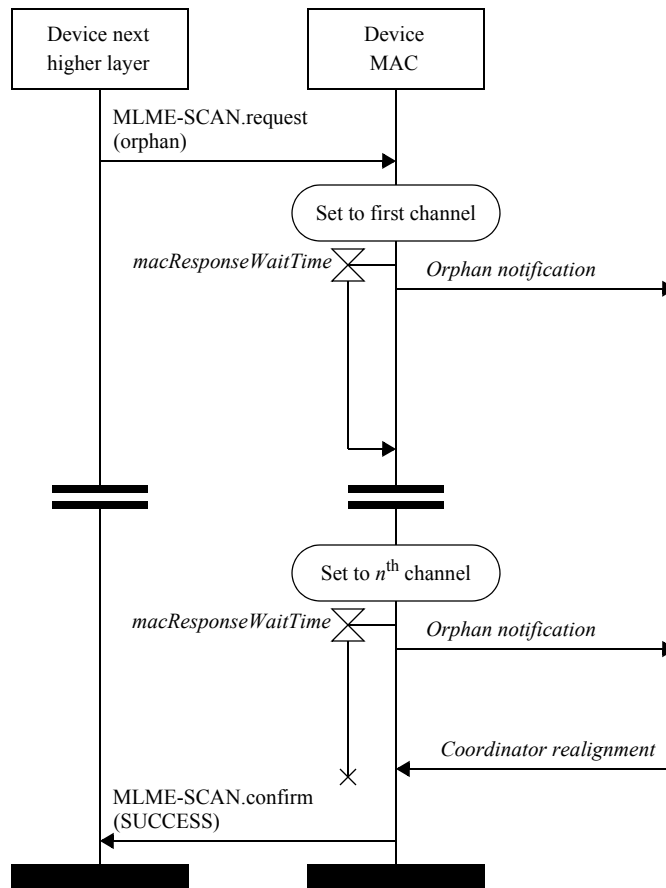 Device next
higher layer
Device
MAC
MLME-SCAN.request
(orphan)
Set to first channel
macResponseWaitTime
Orphan notification
Set to nth channel
macResponseWaitTime
Orphan notification
Coordinator realignment
MLME-SCAN.confirm
(SUCCESS)